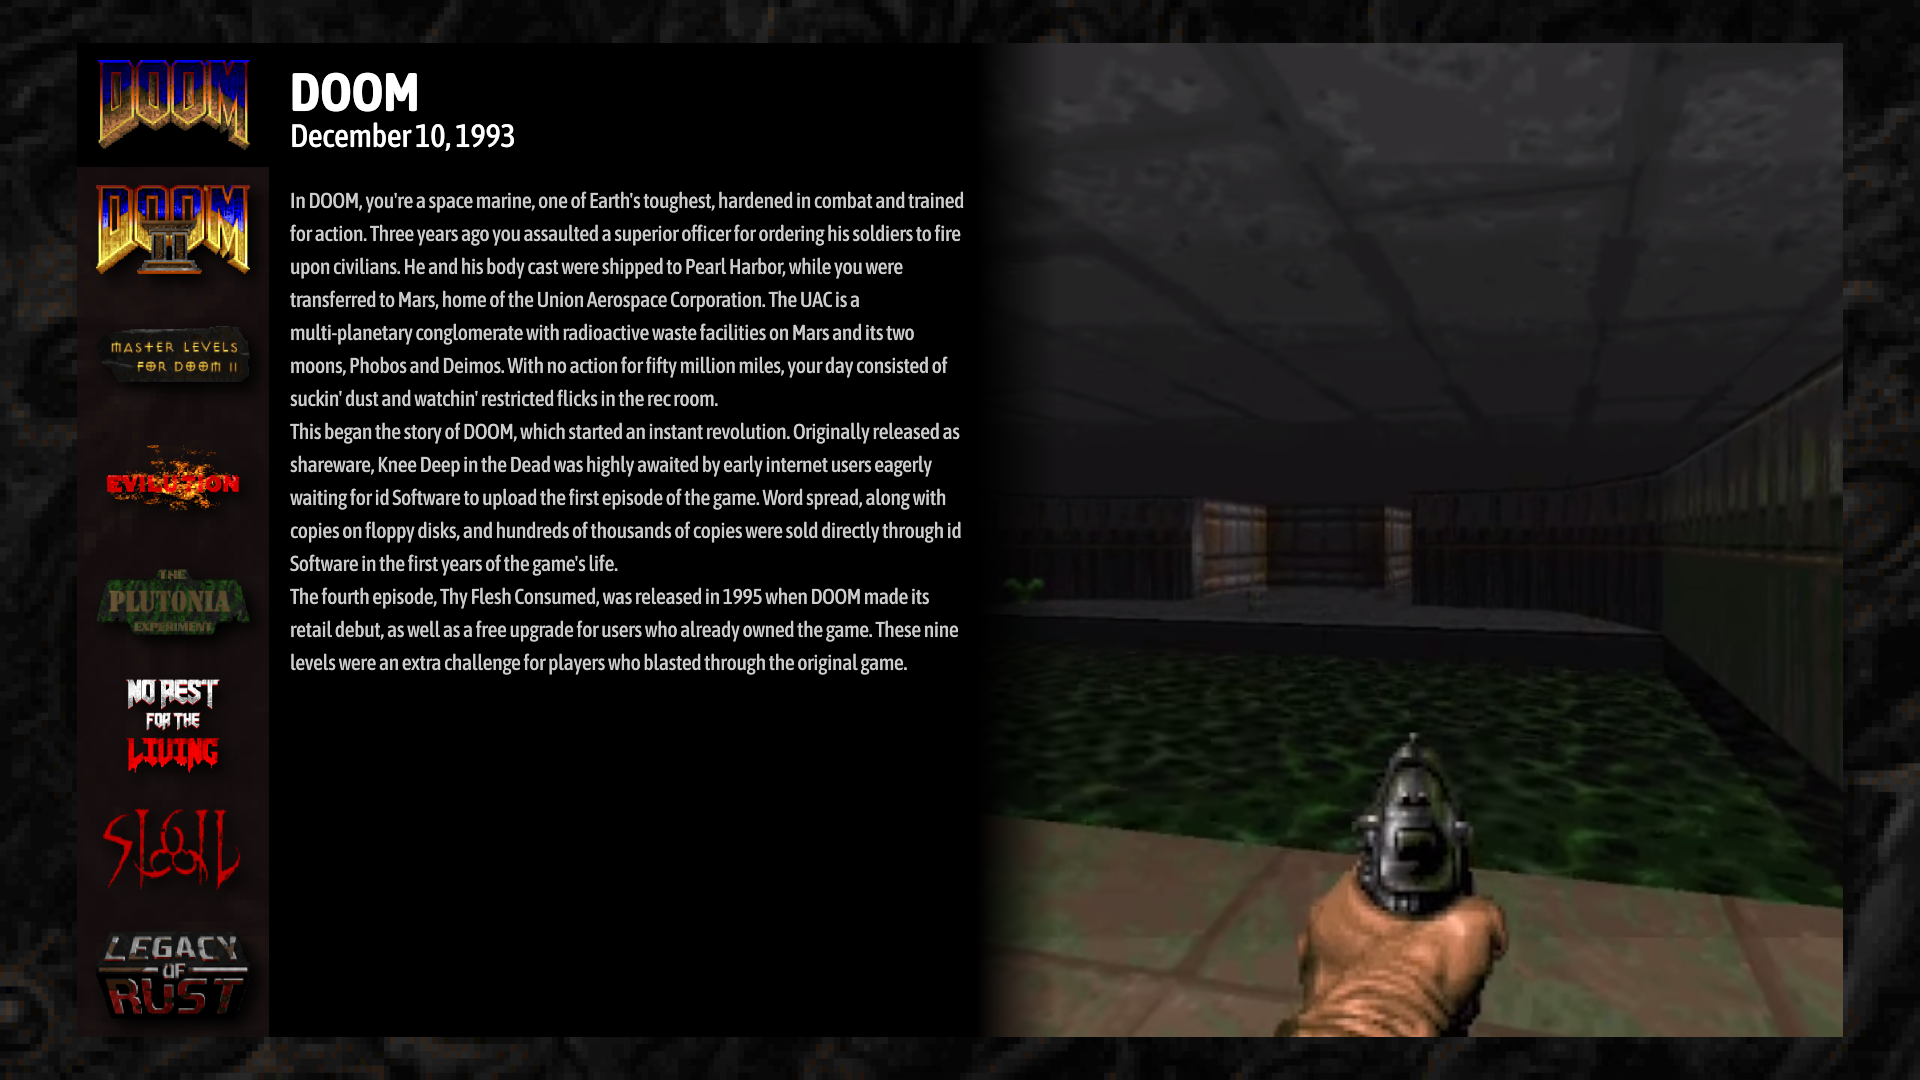 DOOM
DOOM
II
MASTER LEVELS
FOR DOOM II
EVILUTION
THE
PLUTONIA
EXPERIMENT
NO REST
FOR THE
LIVING
SIGIL
LEGACY
OF
RUST
DOOM
December 10, 1993
In DOOM, you're a space marine, one of Earth's toughest, hardened in combat and trained
for action. Three years ago you assaulted a superior officer for ordering his soldiers to fire
upon civilians. He and his body cast were shipped to Pearl Harbor, while you were
transferred to Mars, home of the Union Aerospace Corporation. The UAC is a
multi-planetary conglomerate with radioactive waste facilities on Mars and its two
moons, Phobos and Deimos. With no action for fifty million miles, your day consisted of
suckin' dust and watchin' restricted flicks in the rec room.
This began the story of DOOM, which started an instant revolution. Originally released as
shareware, Knee Deep in the Dead was highly awaited by early internet users eagerly
waiting for id Software to upload the first episode of the game. Word spread, along with
copies on floppy disks, and hundreds of thousands of copies were sold directly through id
Software in the first years of the game's life.
The fourth episode, Thy Flesh Consumed, was released in 1995 when DOOM made its
retail debut, as well as a free upgrade for users who already owned the game. These nine
levels were an extra challenge for players who blasted through the original game.